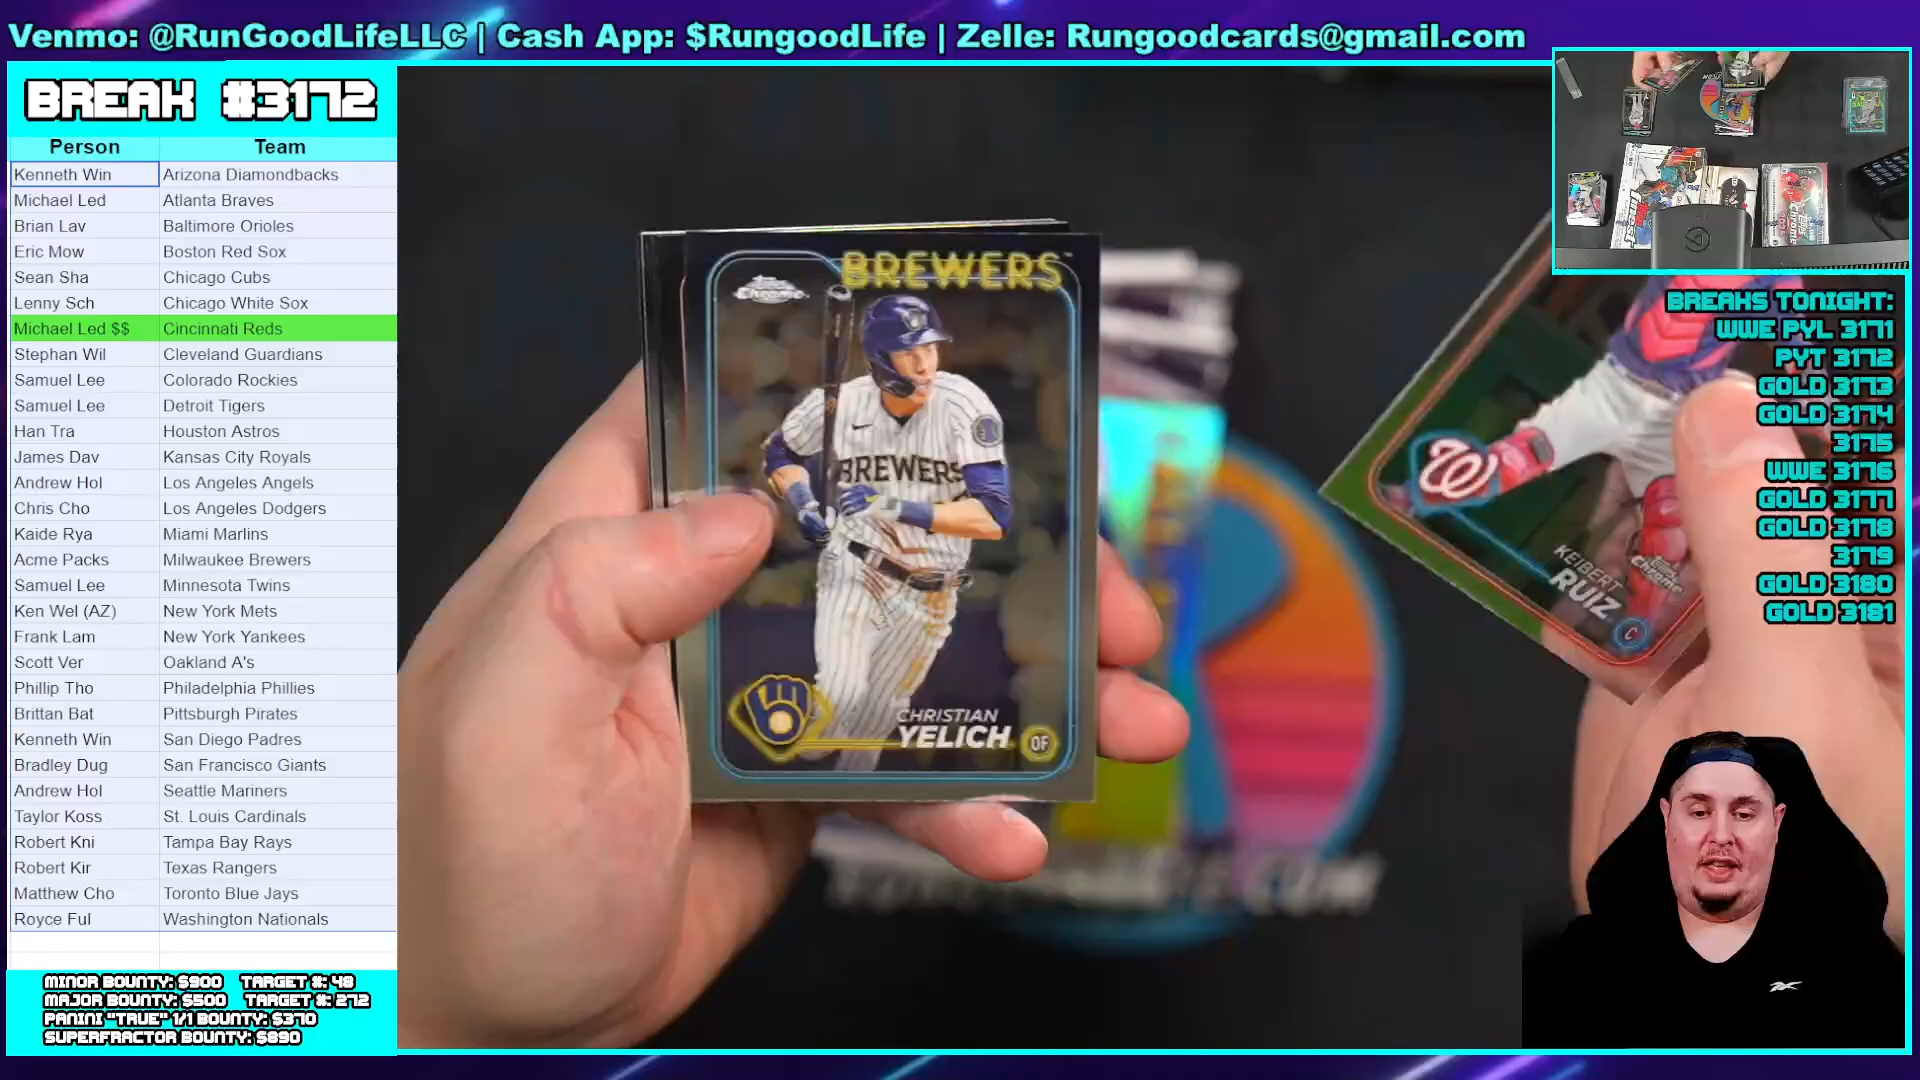 Venmo: @RunGoodLifeLLC | Cash App: $RungoodLife | Zelle: Rungoodcards@gmail.com
BREAK #3172
Person Team
Kenneth Win Arizona Diamondbacks
Michael Led Atlanta Braves
Brian Lav Baltimore Orioles
Eric Mow Boston Red Sox
Sean Sha Chicago Cubs
Lenny Sch Chicago White Sox
Michael Led $$ Cincinnati Reds
Stephan Wil Cleveland Guardians
Samuel Lee Colorado Rockies
Samuel Lee Detroit Tigers
Han Tra Houston Astros
James Dav Kansas City Royals
Andrew Hol Los Angeles Angels
Chris Cho Los Angeles Dodgers
Kaide Rya Miami Marlins
Acme Packs Milwaukee Brewers
Samuel Lee Minnesota Twins
Ken Wel (AZ) New York Mets
Frank Lam New York Yankees
Scott Ver Oakland A's
Phillip Tho Philadelphia Phillies
Brittan Bat Pittsburgh Pirates
Kenneth Win San Diego Padres
Bradley Dug San Francisco Giants
Andrew Hol Seattle Mariners
Taylor Koss St. Louis Cardinals
Robert Kni Tampa Bay Rays
Robert Kir Texas Rangers
Matthew Cho Toronto Blue Jays
Royce Ful Washington Nationals
MINOR BOUNTY: $900 TARGET #: 48
MAJOR BOUNTY: $500 TARGET #: 272
PANINI "TRUE" 1/1 BOUNTY: $370
SUPERFRACTOR BOUNTY: $890
BREWERS
Topps Chrome
BREWERS
CHRISTIAN
YELICH OF
W
KEIBERT
RUIZ C
Topps Chrome
BREAKS TONIGHT:
WWE PYL 3171
PYT 3172
GOLD 3173
GOLD 3174
3175
WWE 3176
GOLD 3177
GOLD 3178
3179
GOLD 3180
GOLD 3181